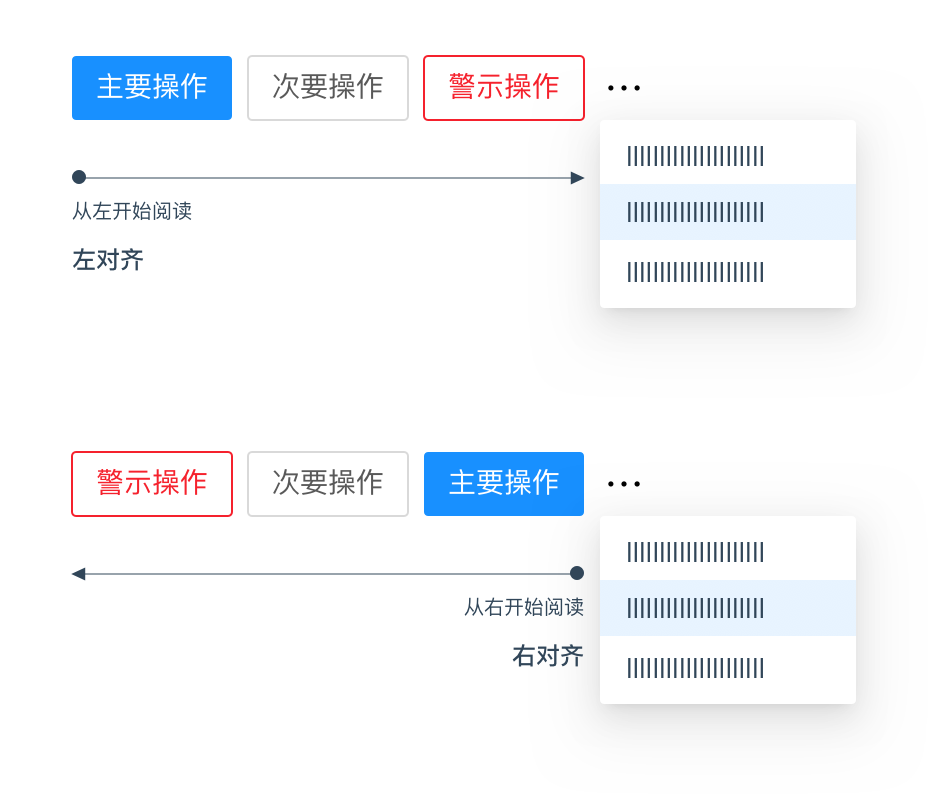 主要操作 次要操作 警示操作 ...
从左开始阅读
左对齐
警示操作 次要操作 主要操作 ...
从右开始阅读
右对齐